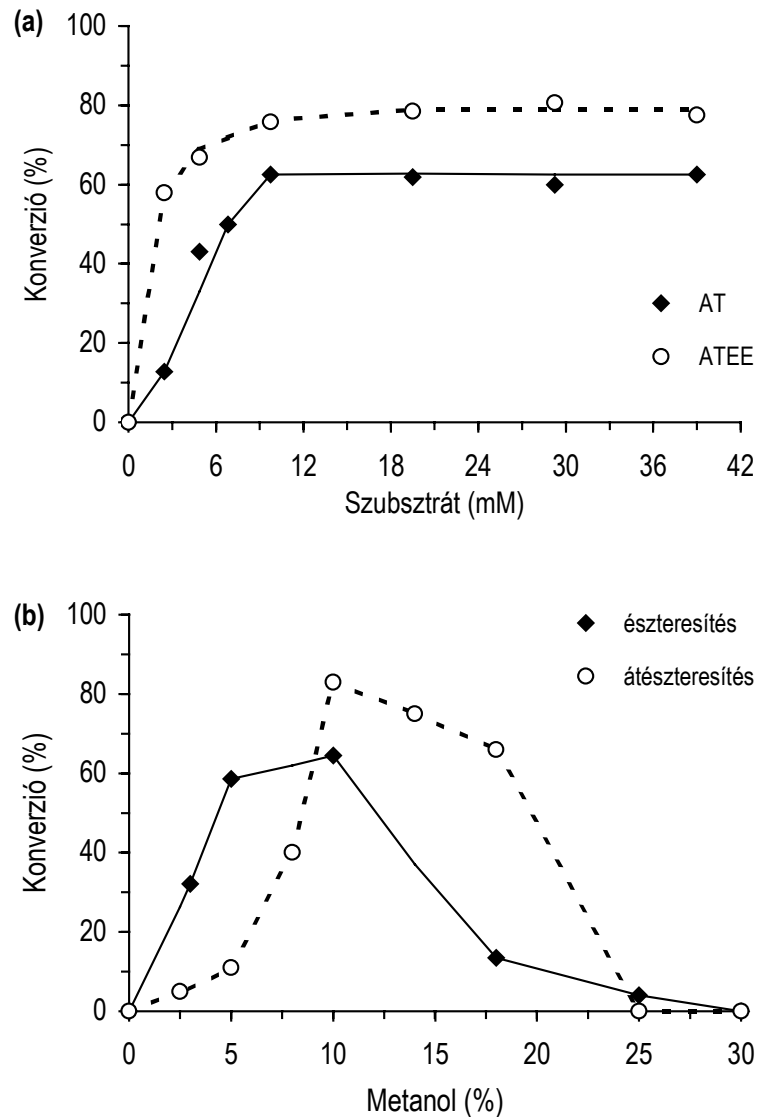 (a)
100
80
60
40
20
0
Konverzió (%)
AT
ATEE
0 6 12 18 24 30 36 42
Szubsztrát (mM)
(b)
100
80
60
40
20
0
Konverzió (%)
észteresítés
átészteresítés
0 5 10 15 20 25 30
Metanol (%)